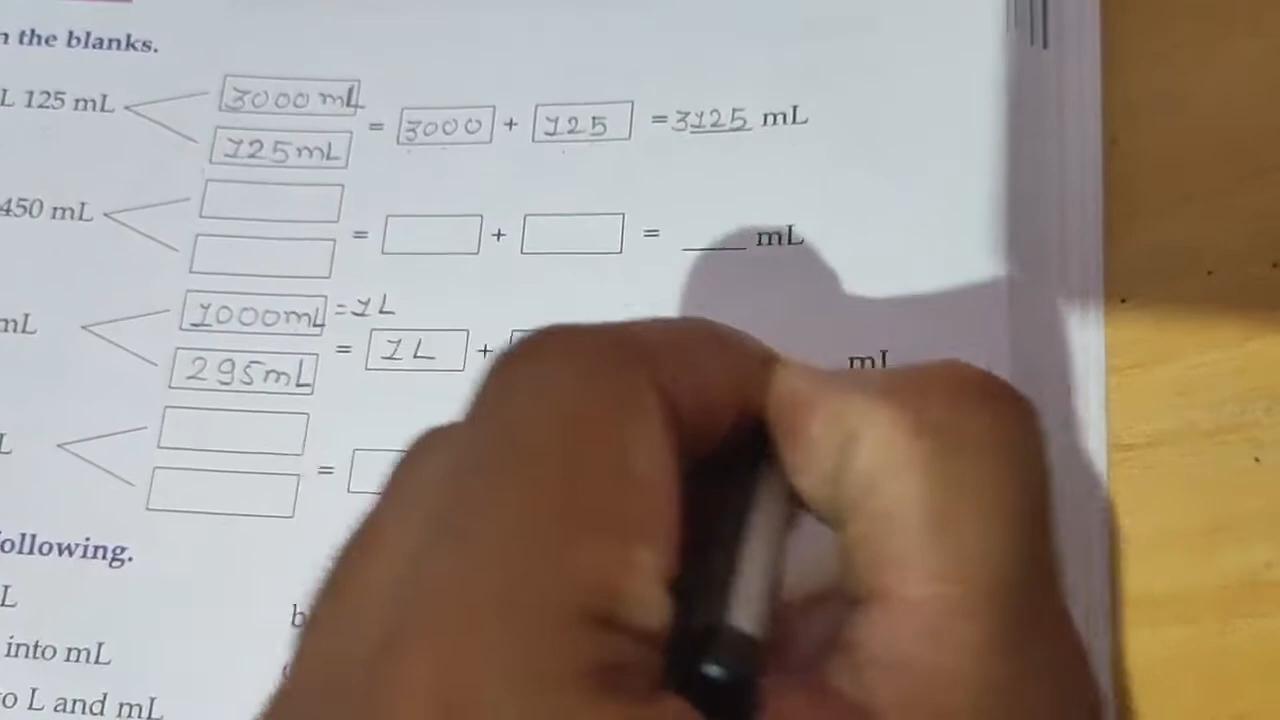 the blanks.
L 125 mL 3000 mL
125 mL = 3000 + 125 = 3125 mL
450 mL = + = ____ mL
mL 1000 mL = 1 L
295 mL = 1 L + mL
L =
ollowing.
L b
into mL
o L and mL